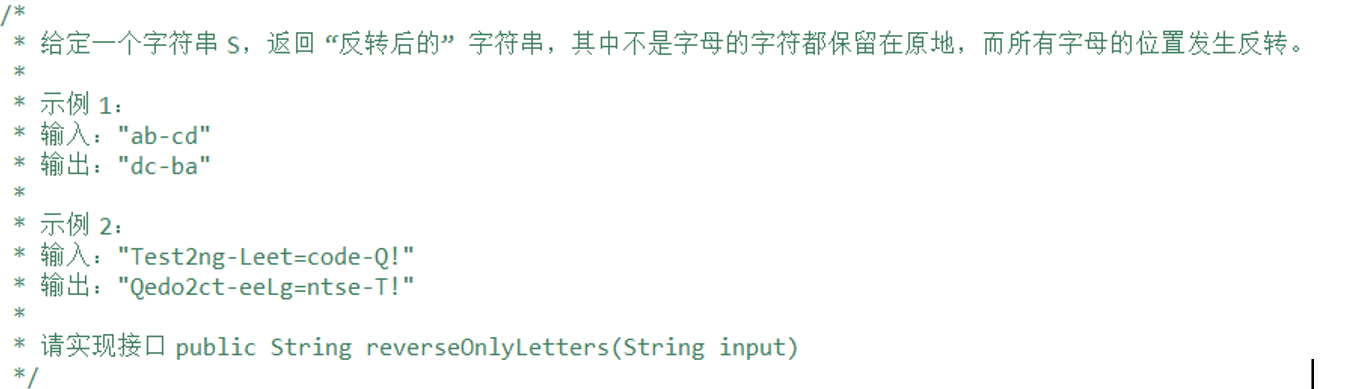 /*
* 给定一个字符串 S，返回 “反转后的” 字符串，其中不是字母的字符都保留在原地，而所有字母的位置发生反转。
*
* 示例 1：
* 输入："ab-cd"
* 输出："dc-ba"
*
* 示例 2：
* 输入："Test2ng-Leet=code-Q!"
* 输出："Qedo2ct-eeLg=ntse-T!"
*
* 请实现接口 public String reverseOnlyLetters(String input)
*/